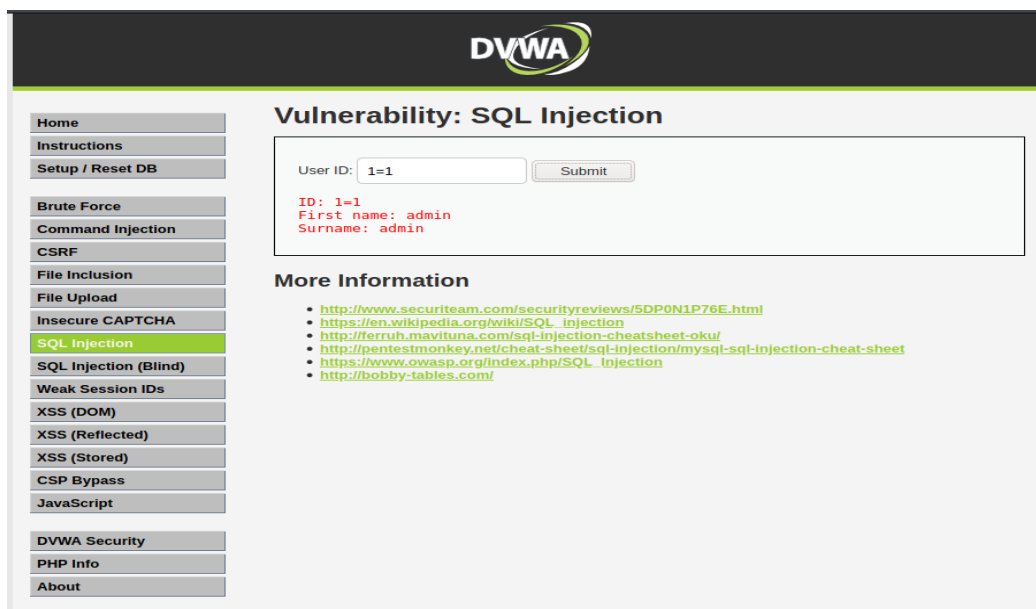 DVWA
Home
Instructions
Setup / Reset DB
Brute Force
Command Injection
CSRF
File Inclusion
File Upload
Insecure CAPTCHA
SQL Injection
SQL Injection (Blind)
Weak Session IDs
XSS (DOM)
XSS (Reflected)
XSS (Stored)
CSP Bypass
JavaScript
DVWA Security
PHP Info
About
Vulnerability: SQL Injection
User ID: 1=1 Submit
ID: 1=1
First name: admin
Surname: admin
More Information
http://www.securiteam.com/securityreviews/5DP0N1P76E.html
https://en.wikipedia.org/wiki/SQL_injection
http://ferruh.mavituna.com/sql-injection-cheatsheet-oku/
http://pentestmonkey.net/cheat-sheet/sql-injection/mysql-sql-injection-cheat-sheet
https://www.owasp.org/index.php/SQL_Injection
http://bobby-tables.com/